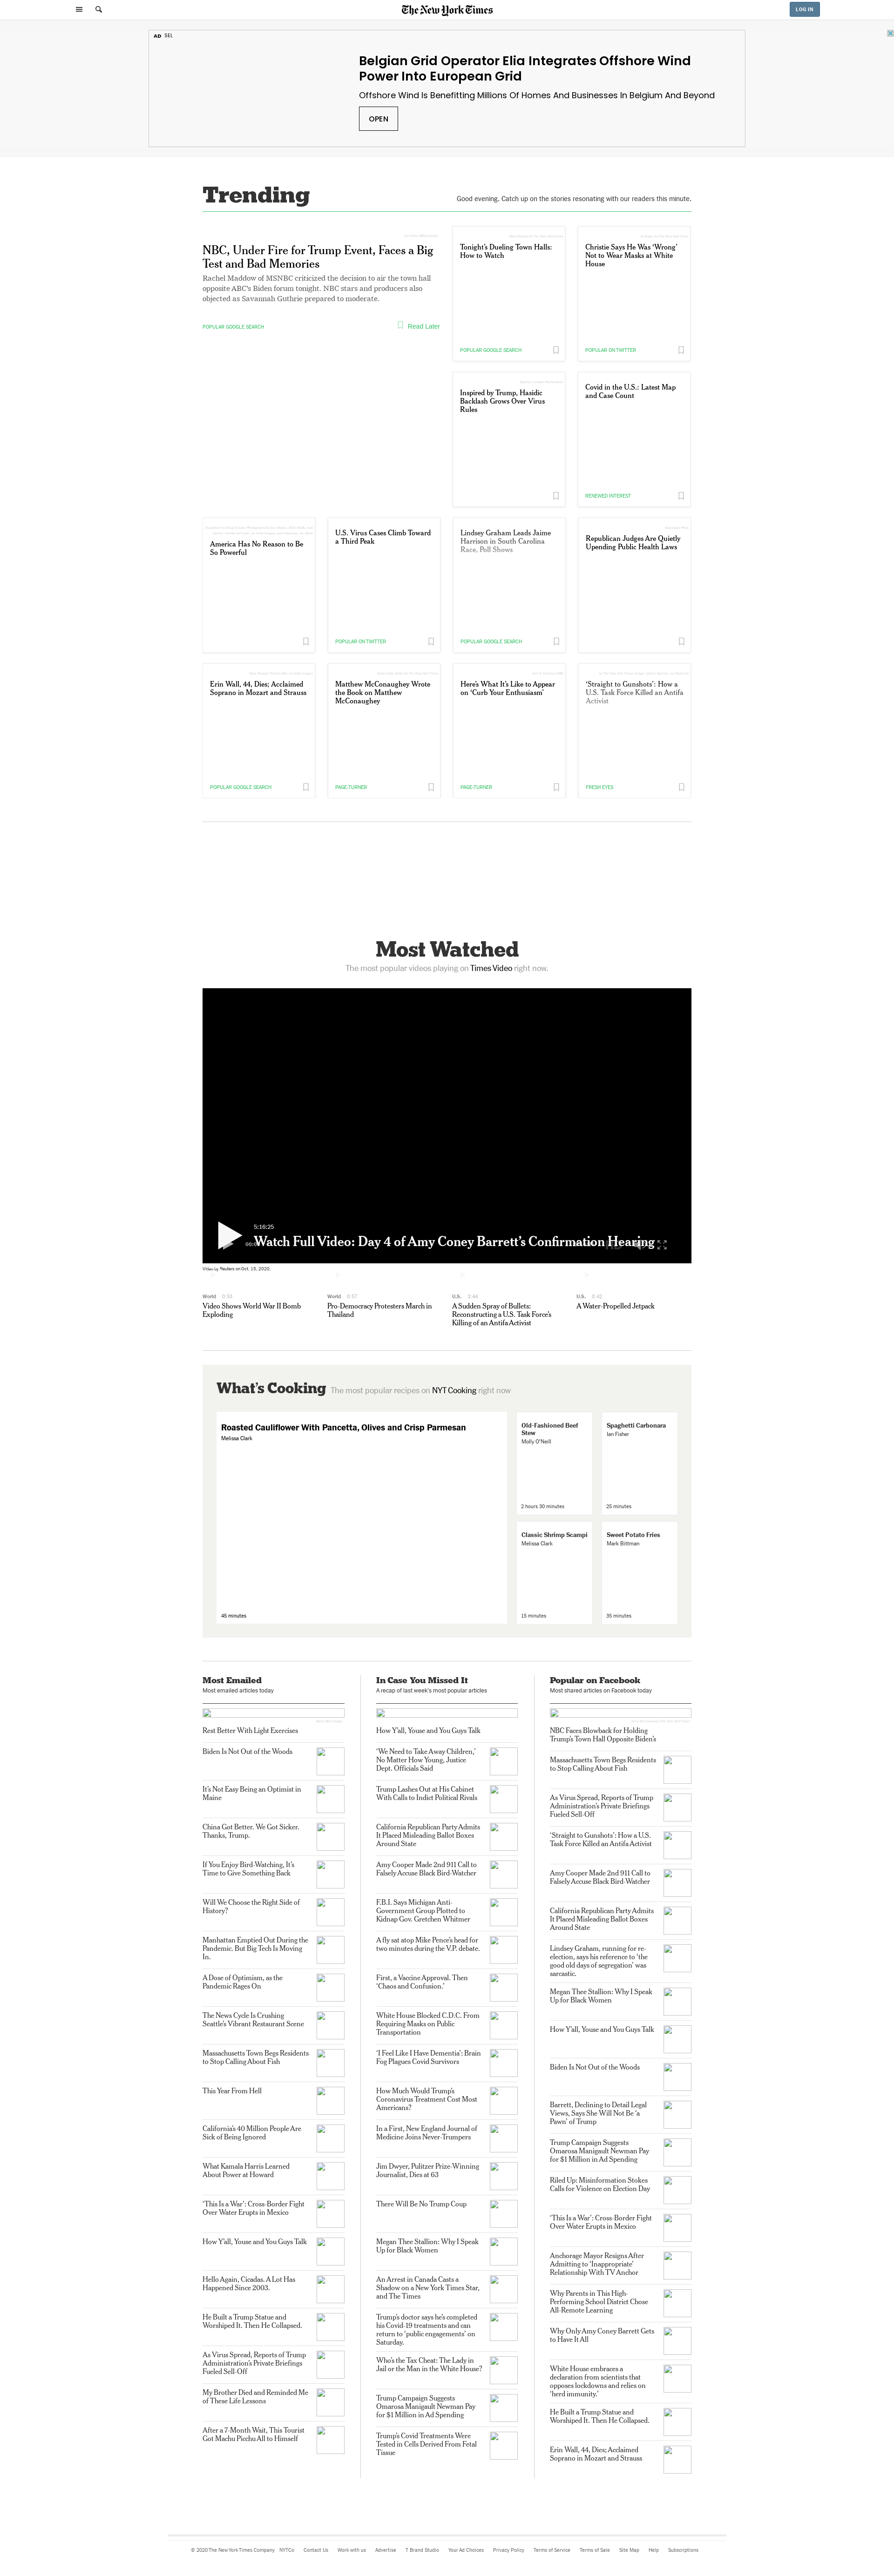 The New York Times
LOG IN
AD SEL
Belgian Grid Operator Elia Integrates Offshore Wind
Power Into European Grid
Offshore Wind Is Benefitting Millions Of Homes And Businesses In Belgium And Beyond
OPEN
Trending
Good evening, Catch up on the stories resonating with our readers this minute.
NBC, Under Fire for Trump Event, Faces a Big
Test and Bad Memories
Rachel Maddow of MSNBC criticized the decision to air the town hall
opposite ABC's Biden forum tonight. NBC stars and producers also
objected as Savannah Guthrie prepared to moderate.
POPULAR GOOGLE SEARCH
Read Later
Tonight's Dueling Town Halls:
How to Watch
POPULAR GOOGLE SEARCH
Christie Says He Was ‘Wrong’
Not to Wear Masks at White
House
POPULAR ON TWITTER
Inspired by Trump, Hasidic
Backlash Grows Over Virus
Rules
Covid in the U.S.: Latest Map
and Case Count
RENEWED INTEREST
America Has No Reason to Be
So Powerful
U.S. Virus Cases Climb Toward
a Third Peak
POPULAR ON TWITTER
Lindsey Graham Leads Jaime
Harrison in South Carolina
Race, Poll Shows
POPULAR GOOGLE SEARCH
Republican Judges Are Quietly
Upending Public Health Laws
Erin Wall, 44, Dies; Acclaimed
Soprano in Mozart and Strauss
POPULAR GOOGLE SEARCH
Matthew McConaughey Wrote
the Book on Matthew
McConaughey
PAGE-TURNER
Here’s What It’s Like to Appear
on ‘Curb Your Enthusiasm’
PAGE-TURNER
‘Straight to Gunshots’: How a
U.S. Task Force Killed an Antifa
Activist
FRESH EYES
Most Watched
The most popular videos playing on Times Video right now.
5:16:25
Watch Full Video: Day 4 of Amy Coney Barrett’s Confirmation Hearing
Video by Reuters on Oct. 15, 2020.
World 0:53
Video Shows World War II Bomb
Exploding
World 0:57
Pro-Democracy Protesters March in
Thailand
U.S. 2:44
A Sudden Spray of Bullets:
Reconstructing a U.S. Task Force’s
Killing of an Antifa Activist
U.S. 0:42
A Water-Propelled Jetpack
What’s Cooking The most popular recipes on NYT Cooking right now
Roasted Cauliflower With Pancetta, Olives and Crisp Parmesan
Melissa Clark
45 minutes
Old-Fashioned Beef
Stew
Molly O'Neill
2 hours 30 minutes
Spaghetti Carbonara
Ian Fisher
25 minutes
Classic Shrimp Scampi
Melissa Clark
15 minutes
Sweet Potato Fries
Mark Bittman
35 minutes
Most Emailed
Most emailed articles today
Rest Better With Light Exercises
Biden Is Not Out of the Woods
It’s Not Easy Being an Optimist in
Maine
China Got Better. We Got Sicker.
Thanks, Trump.
If You Enjoy Bird-Watching, It’s
Time to Give Something Back
Will We Choose the Right Side of
History?
Manhattan Emptied Out During the
Pandemic. But Big Tech Is Moving
In.
A Dose of Optimism, as the
Pandemic Rages On
The News Cycle Is Crushing
Seattle’s Vibrant Restaurant Scene
Massachusetts Town Begs Residents
to Stop Calling About Fish
This Year From Hell
California’s 40 Million People Are
Sick of Being Ignored
What Kamala Harris Learned
About Power at Howard
‘This Is a War’: Cross-Border Fight
Over Water Erupts in Mexico
How Y’all, Youse and You Guys Talk
Hello Again, Cicadas. A Lot Has
Happened Since 2003.
He Built a Trump Statue and
Worshiped It. Then He Collapsed.
As Virus Spread, Reports of Trump
Administration’s Private Briefings
Fueled Sell-Off
My Brother Died and Reminded Me
of These Life Lessons
After a 7-Month Wait, This Tourist
Got Machu Picchu All to Himself
In Case You Missed It
A recap of last week's most popular articles
How Y’all, Youse and You Guys Talk
‘We Need to Take Away Children,’
No Matter How Young, Justice
Dept. Officials Said
Trump Lashes Out at His Cabinet
With Calls to Indict Political Rivals
California Republican Party Admits
It Placed Misleading Ballot Boxes
Around State
Amy Cooper Made 2nd 911 Call to
Falsely Accuse Black Bird-Watcher
F.B.I. Says Michigan Anti-
Government Group Plotted to
Kidnap Gov. Gretchen Whitmer
A fly sat atop Mike Pence’s head for
two minutes during the V.P. debate.
First, a Vaccine Approval. Then
‘Chaos and Confusion.’
White House Blocked C.D.C. From
Requiring Masks on Public
Transportation
‘I Feel Like I Have Dementia’: Brain
Fog Plagues Covid Survivors
How Much Would Trump’s
Coronavirus Treatment Cost Most
Americans?
In a First, New England Journal of
Medicine Joins Never-Trumpers
Jim Dwyer, Pulitzer Prize-Winning
Journalist, Dies at 63
There Will Be No Trump Coup
Megan Thee Stallion: Why I Speak
Up for Black Women
An Arrest in Canada Casts a
Shadow on a New York Times Star,
and The Times
Trump’s doctor says he’s completed
his Covid-19 treatments and can
return to ‘public engagements’ on
Saturday.
Who’s the Tax Cheat: The Lady in
Jail or the Man in the White House?
Trump Campaign Suggests
Omarosa Manigault Newman Pay
for $1 Million in Ad Spending
Trump’s Covid Treatments Were
Tested in Cells Derived From Fetal
Tissue
Popular on Facebook
Most shared articles on Facebook today
NBC Faces Blowback for Holding
Trump’s Town Hall Opposite Biden’s
Massachusetts Town Begs Residents
to Stop Calling About Fish
As Virus Spread, Reports of Trump
Administration’s Private Briefings
Fueled Sell-Off
‘Straight to Gunshots’: How a U.S.
Task Force Killed an Antifa Activist
Amy Cooper Made 2nd 911 Call to
Falsely Accuse Black Bird-Watcher
California Republican Party Admits
It Placed Misleading Ballot Boxes
Around State
Lindsey Graham, running for re-
election, says his reference to ‘the
good old days of segregation’ was
sarcastic.
Megan Thee Stallion: Why I Speak
Up for Black Women
How Y’all, Youse and You Guys Talk
Biden Is Not Out of the Woods
Barrett, Declining to Detail Legal
Views, Says She Will Not Be ‘a
Pawn’ of Trump
Trump Campaign Suggests
Omarosa Manigault Newman Pay
for $1 Million in Ad Spending
Riled Up: Misinformation Stokes
Calls for Violence on Election Day
‘This Is a War’: Cross-Border Fight
Over Water Erupts in Mexico
Anchorage Mayor Resigns After
Admitting to ‘Inappropriate’
Relationship With TV Anchor
Why Parents in This High-
Performing School District Chose
All-Remote Learning
Why Only Amy Coney Barrett Gets
to Have It All
White House embraces a
declaration from scientists that
opposes lockdowns and relies on
‘herd immunity.’
He Built a Trump Statue and
Worshiped It. Then He Collapsed.
Erin Wall, 44, Dies; Acclaimed
Soprano in Mozart and Strauss
© 2020 The New York Times Company NYTCo Contact Us Work with us Advertise T Brand Studio Your Ad Choices Privacy Policy Terms of Service Terms of Sale Site Map Help Subscriptions